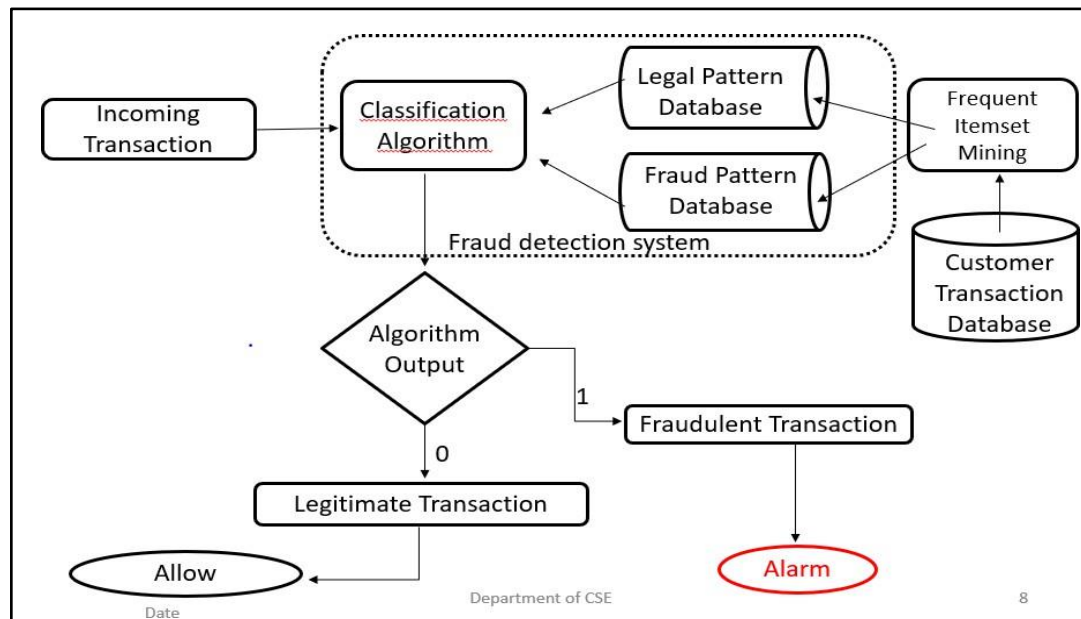 Incoming
Transaction
Classification
Algorithm
Legal Pattern
Database
Fraud Pattern
Database
Frequent
Itemset
Mining
Fraud detection system
Customer
Transaction
Database
Algorithm
Output
1
0
Fraudulent Transaction
Legitimate Transaction
Allow
Alarm
Date
Department of CSE
8